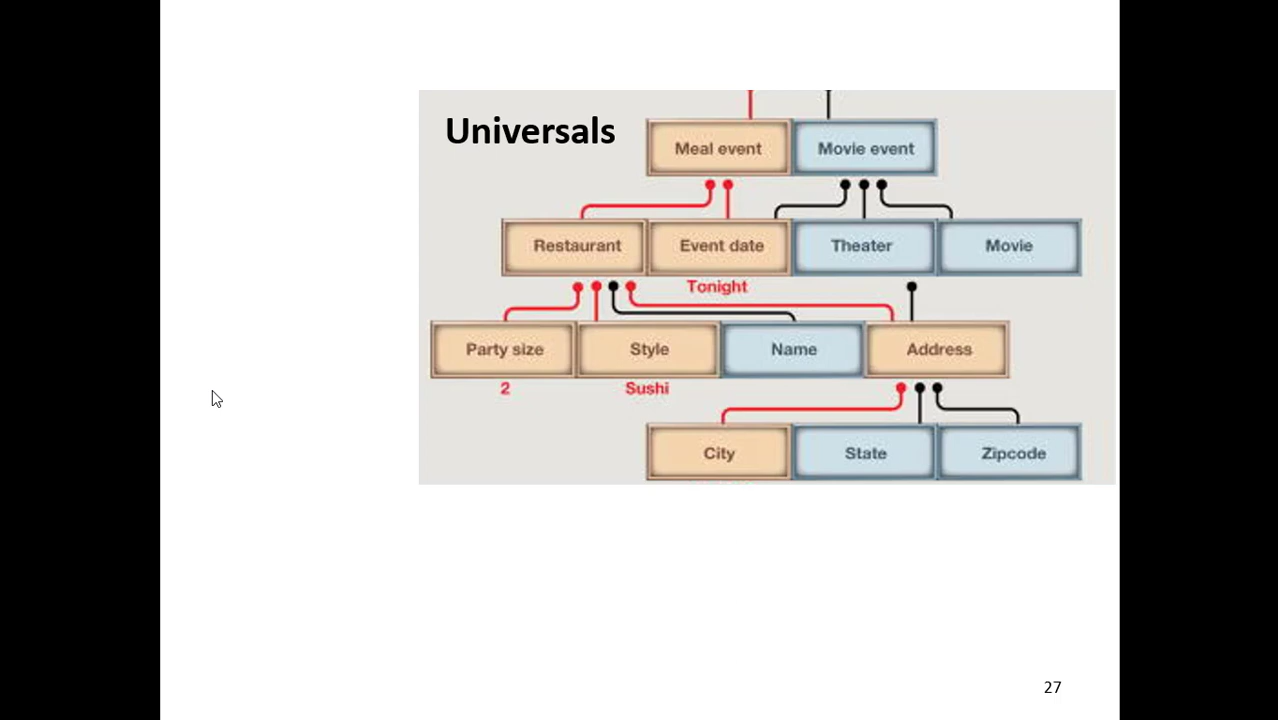 Universals
Meal event Movie event
Restaurant Event date Theater Movie
Tonight
Party size Style Name Address
2 Sushi
City State Zipcode
27